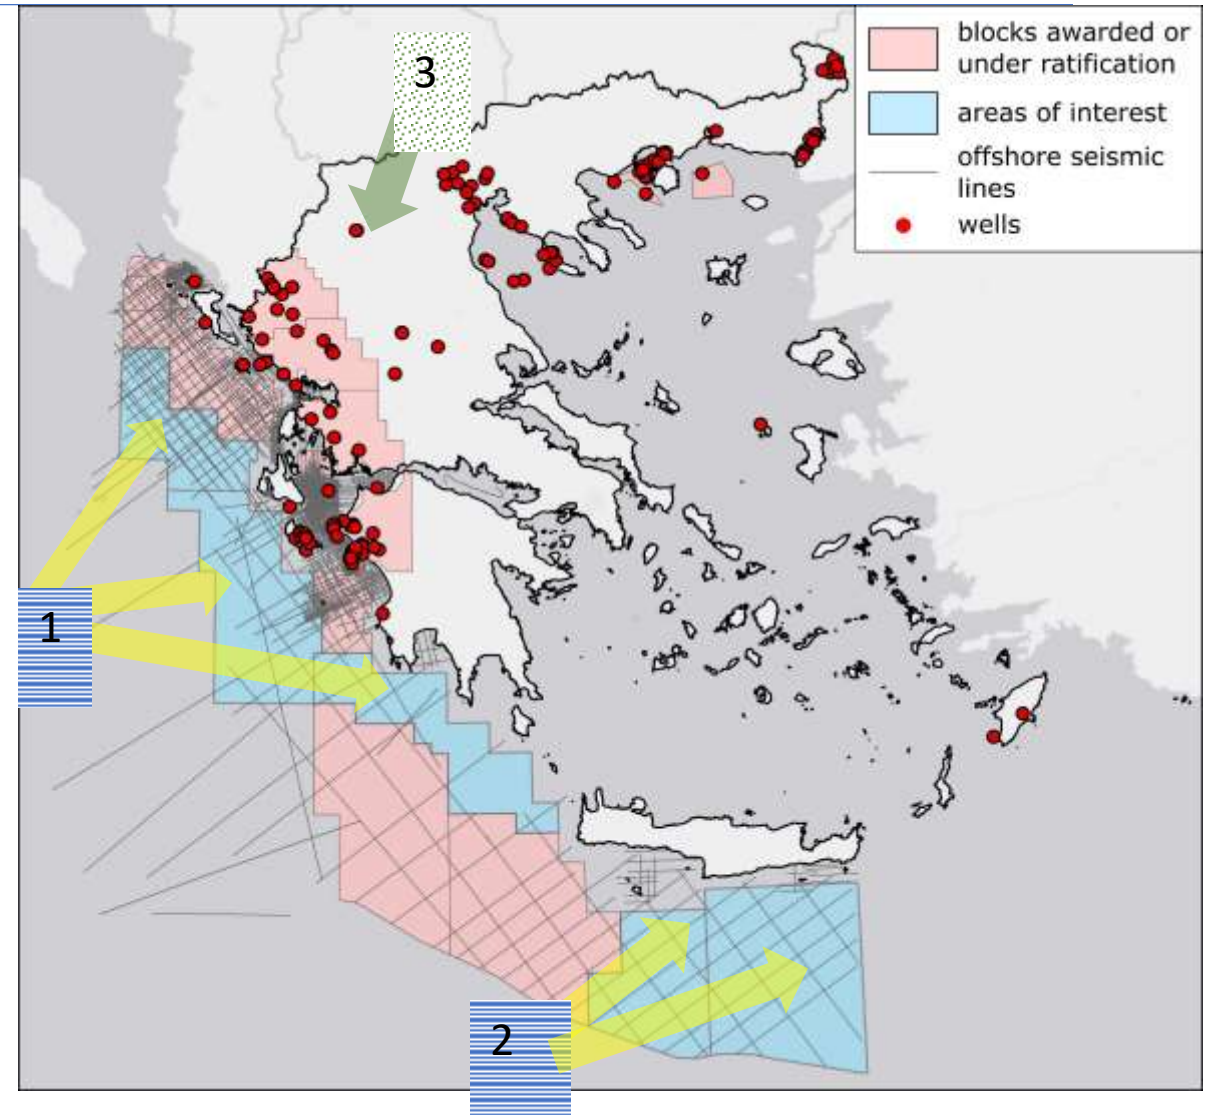 3
blocks awarded or
under ratification
areas of interest
offshore seismic
lines
wells
1
2